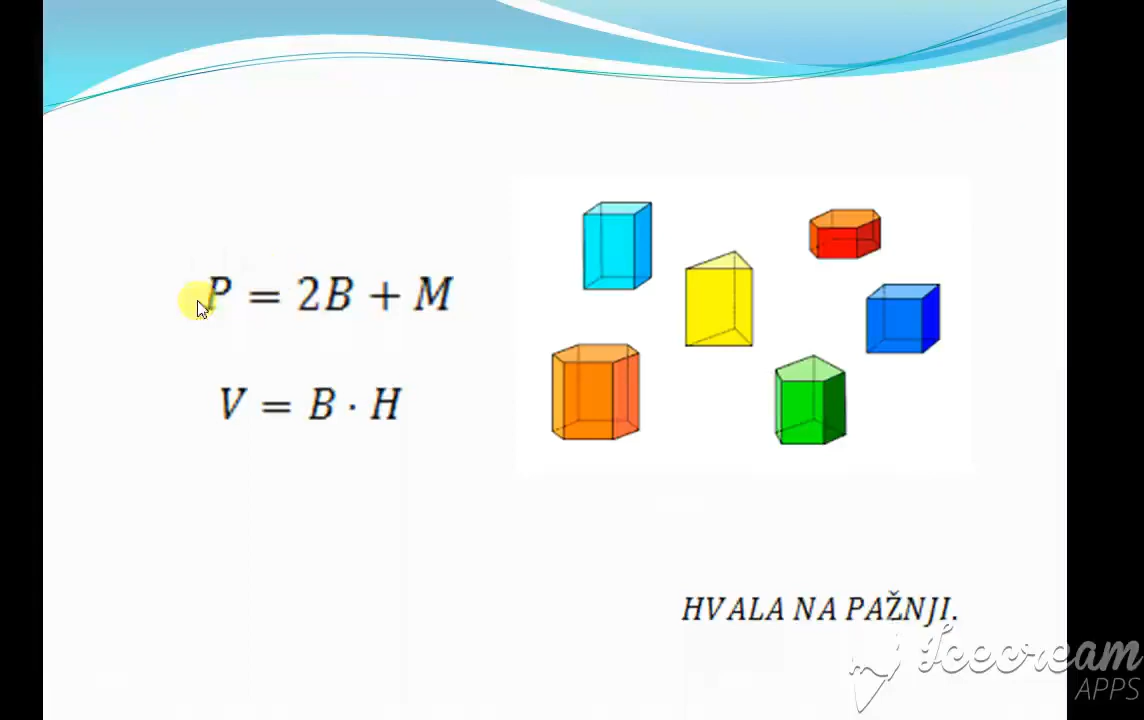 P = 2B + M
V = B · H
HVALA NA PAŽNJI.
Icecream
APPS